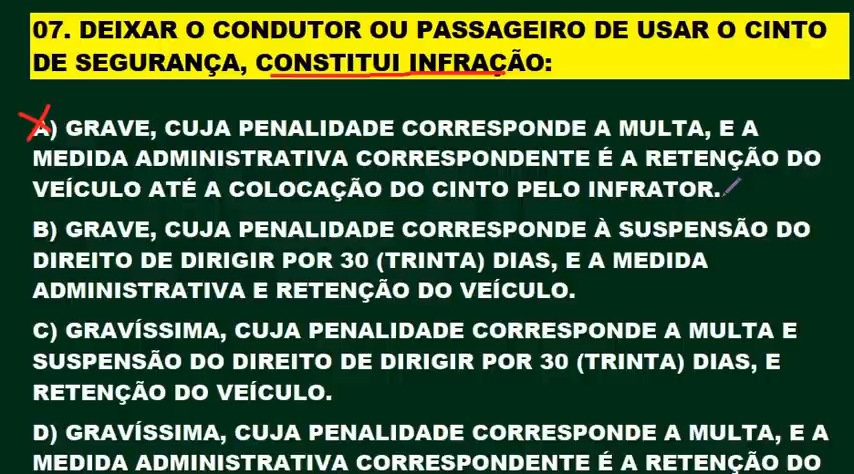 07. DEIXAR O CONDUTOR OU PASSAGEIRO DE USAR O CINTO
DE SEGURANÇA, CONSTITUI INFRAÇÃO:
A) GRAVE, CUJA PENALIDADE CORRESPONDE A MULTA, E A
MEDIDA ADMINISTRATIVA CORRESPONDENTE É A RETENÇÃO DO
VEÍCULO ATÉ A COLOCAÇÃO DO CINTO PELO INFRATOR.
B) GRAVE, CUJA PENALIDADE CORRESPONDE À SUSPENSÃO DO
DIREITO DE DIRIGIR POR 30 (TRINTA) DIAS, E A MEDIDA
ADMINISTRATIVA E RETENÇÃO DO VEÍCULO.
C) GRAVÍSSIMA, CUJA PENALIDADE CORRESPONDE A MULTA E
SUSPENSÃO DO DIREITO DE DIRIGIR POR 30 (TRINTA) DIAS, E
RETENÇÃO DO VEÍCULO.
D) GRAVÍSSIMA, CUJA PENALIDADE CORRESPONDE A MULTA, E A
MEDIDA ADMINISTRATIVA CORRESPONDENTE É A RETENÇÃO DO